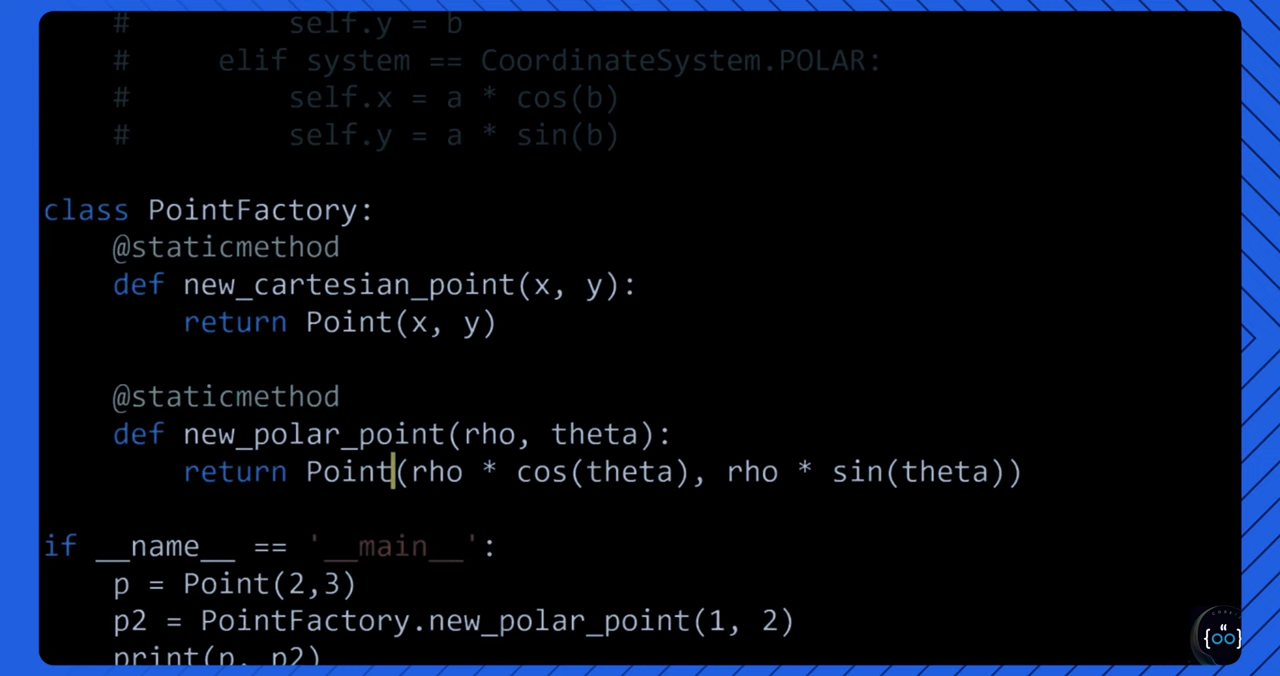 #         self.y = b
#     elif system == CoordinateSystem.POLAR:
#         self.x = a * cos(b)
#         self.y = a * sin(b)
class PointFactory:
    @staticmethod
    def new_cartesian_point(x, y):
        return Point(x, y)
    @staticmethod
    def new_polar_point(rho, theta):
        return Point(rho * cos(theta), rho * sin(theta))
if __name__ == '__main__':
    p = Point(2,3)
    p2 = PointFactory.new_polar_point(1, 2)
    print(p, p2)